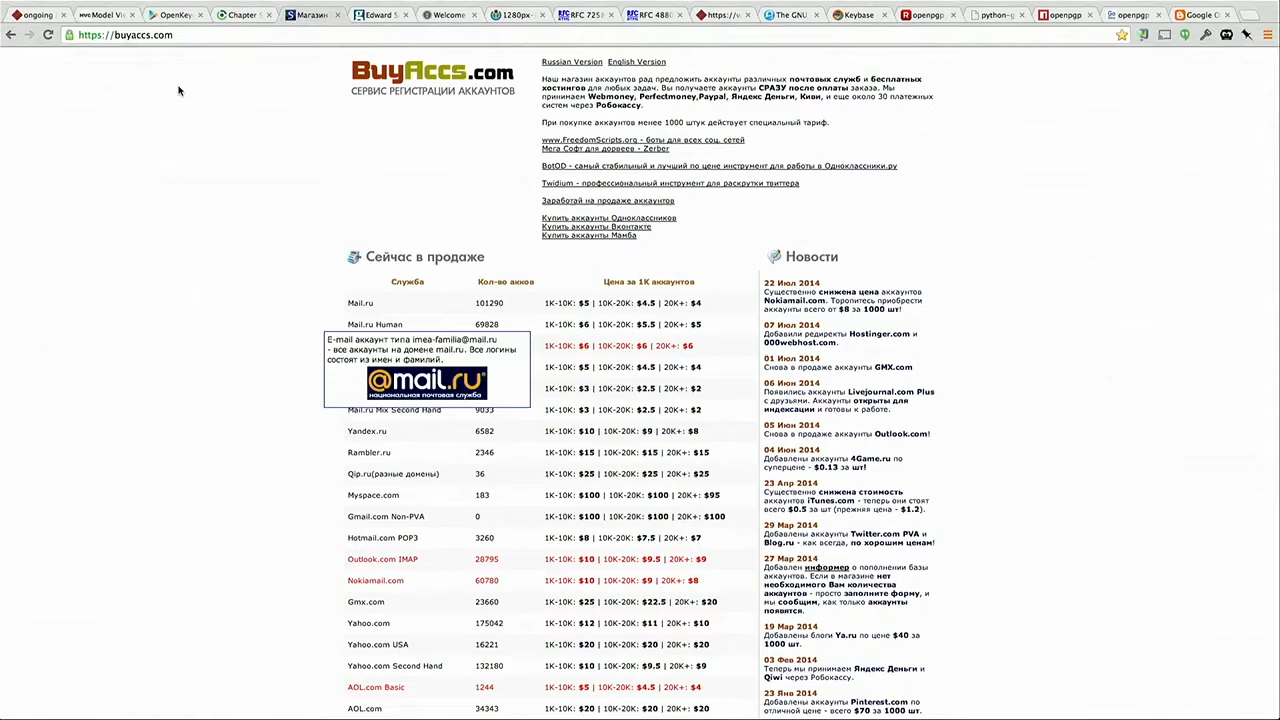 ongoing
Model Vie
OpenKey
Chapter
Магазин
Edward S
Welcome
1280px-
RFC 725
RFC 4880
https://w
The GNU
Keybase
openpgp
python-g
openpgp
openpgp
Google C
https://buyaccs.com
BuyAccs.com
СЕРВИС РЕГИСТРАЦИИ АККАУНТОВ
Russian Version English Version
Наш магазин аккаунтов рад предложить аккаунты различных почтовых служб и бесплатных
хостингов для любых задач. Вы получаете аккаунты СРАЗУ после оплаты заказа. Мы
принимаем Webmoney, Perfectmoney,Paypal, Яндекс Деньги, Киви, и еще около 30 платежных
систем через Робокассу.
При покупке аккаунтов менее 1000 штук действует специальный тариф.
www.FreedomScripts.org - боты для всех соц. сетей
Мега Софт для дорвеев - Zerber
BotOD - самый стабильный и лучший по цене инструмент для работы в Одноклассники.ру
Twidium - профессиональный инструмент для раскрутки твиттера
Заработай на продаже аккаунтов
Купить аккаунты Одноклассников
Купить аккаунты Вконтакте
Купить аккаунты Мамба
Сейчас в продаже
Служба Кол-во акков Цена за 1К аккаунтов
Mail.ru 101290 1K-10K: $5 | 10K-20K: $4.5 | 20K+: $4
Mail.ru Human 69828 1K-10K: $6 | 10K-20K: $5.5 | 20K+: $5
E-mail аккаунт типа imea-familia@mail.ru
- все аккаунты на домене mail.ru. Все логины
состоят из имен и фамилий.
@mail.ru
национальная почтовая служба
1K-10K: $6 | 10K-20K: $6 | 20K+: $6
1K-10K: $5 | 10K-20K: $4.5 | 20K+: $4
1K-10K: $3 | 10K-20K: $2.5 | 20K+: $2
Mail.ru Mix Second Hand 9033 1K-10K: $3 | 10K-20K: $2.5 | 20K+: $2
Yandex.ru 6582 1K-10K: $10 | 10K-20K: $9 | 20K+: $8
Rambler.ru 2346 1K-10K: $15 | 10K-20K: $15 | 20K+: $15
Qip.ru(разные домены) 36 1K-10K: $25 | 10K-20K: $25 | 20K+: $25
Myspace.com 183 1K-10K: $100 | 10K-20K: $100 | 20K+: $95
Gmail.com Non-PVA 0 1K-10K: $100 | 10K-20K: $100 | 20K+: $100
Hotmail.com POP3 3260 1K-10K: $8 | 10K-20K: $7.5 | 20K+: $7
Outlook.com IMAP 28795 1K-10K: $10 | 10K-20K: $9.5 | 20K+: $9
Nokiamail.com 60780 1K-10K: $10 | 10K-20K: $9 | 20K+: $8
Gmx.com 23660 1K-10K: $25 | 10K-20K: $22.5 | 20K+: $20
Yahoo.com 175042 1K-10K: $12 | 10K-20K: $11 | 20K+: $10
Yahoo.com USA 16221 1K-10K: $20 | 10K-20K: $20 | 20K+: $20
Yahoo.com Second Hand 132180 1K-10K: $10 | 10K-20K: $9.5 | 20K+: $9
AOL.com Basic 1244 1K-10K: $5 | 10K-20K: $4.5 | 20K+: $4
AOL.com 34343 1K-10K: $20 | 10K-20K: $20 | 20K+: $20
Новости
22 Июл 2014
Существенно снижена цена аккаунтов
Nokiamail.com. Торопитесь приобрести
аккаунты всего от $8 за 1000 шт!
07 Июл 2014
Добавили редиректы Hostinger.com и
000webhost.com.
01 Июл 2014
Снова в продаже аккаунты GMX.com
06 Июн 2014
Появились аккаунты Livejournal.com Plus
с друзьями. Аккаунты открыты для
индексации и готовы к работе.
05 Июн 2014
Снова в продаже аккаунты Outlook.com!
04 Июн 2014
Добавлены аккаунты 4Game.ru по
суперцене - $0.13 за шт!
23 Апр 2014
Существенно снижена стоимость
аккаунтов iTunes.com - теперь они стоят
всего $0.5 за шт (прежняя цена - $1.2).
29 Мар 2014
Добавлены аккаунты Twitter.com PVA и
Blog.ru - как всегда, по хорошим ценам!
27 Мар 2014
Добавлен информер о пополнении базы
аккаунтов. Если в магазине нет
необходимого Вам количества
аккаунтов - просто заполните форму, и
мы сообщим, как только аккаунты
появятся.
19 Мар 2014
Добавлены блоги Ya.ru по цене $40 за
1000 шт.
03 Фев 2014
Теперь мы принимаем Яндекс Деньги и
Qiwi через Робокассу.
23 Янв 2014
Добавлены аккаунты Pinterest.com по
отличной цене - всего $70 за 1000 шт.